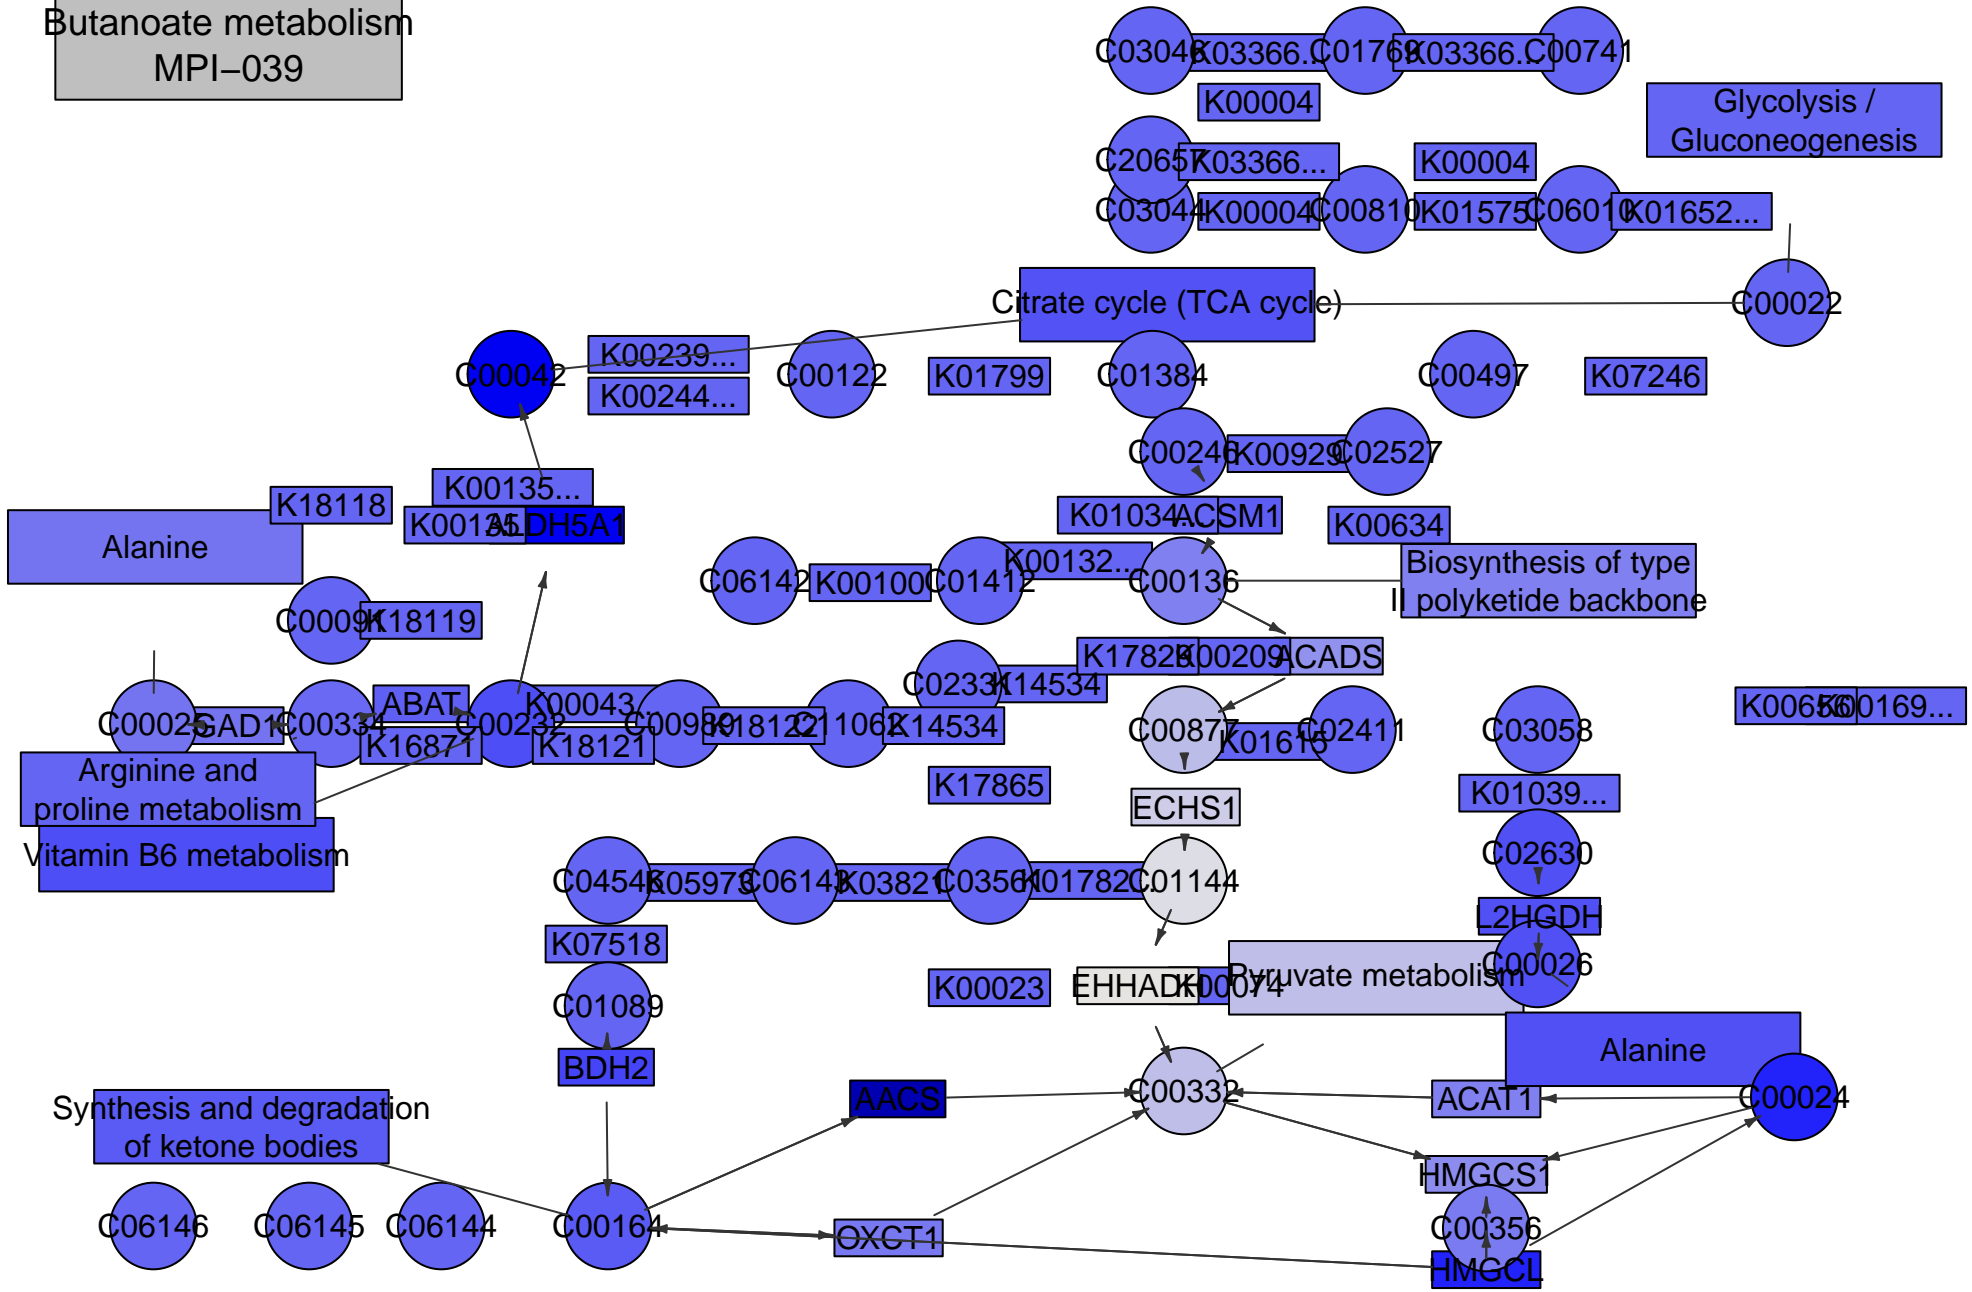 Butanoate metabolism
MPI−039
C03046
K03366...
C01769
K03366...
C00741
K00004
Glycolysis /
Gluconeogenesis
C20657
K03366...
K00004
C03044
K00004
C00810
K01575
C06010
K01652...
Citrate cycle (TCA cycle)
C00022
C00042
K00239...
K00244...
C00122
K01799
C01384
C00497
K07246
C00246
K00929
C02527
K18118
K00135...
K00135
ALDH5A1
K01034...
ACSM1
K00634
Alanine
C06142
K00100
C01412
K00132...
C00136
Biosynthesis of type
II polyketide backbone
C00091
K18119
K17829
K00209
ACADS
C02331
K14534
C00025
GAD1
C00334
ABAT
K16871
C00232
K00043...
K18121
C00989
K18122
C11062
K14534
C00877
K01615
C02411
C03058
K00656
K00169...
Arginine and
proline metabolism
K17865
ECHS1
K01039...
Vitamin B6 metabolism
C02630
C04546
K05973
C06143
K03821
C03561
K01782...
C01144
L2HGDH
K07518
C00026
C01089
K00023
EHHADH
K00074
Pyruvate metabolism
BDH2
Alanine
Synthesis and degradation
of ketone bodies
AACS
C00332
ACAT1
C00024
HMGCS1
C06146
C06145
C06144
C00164
OXCT1
C00356
HMGCL